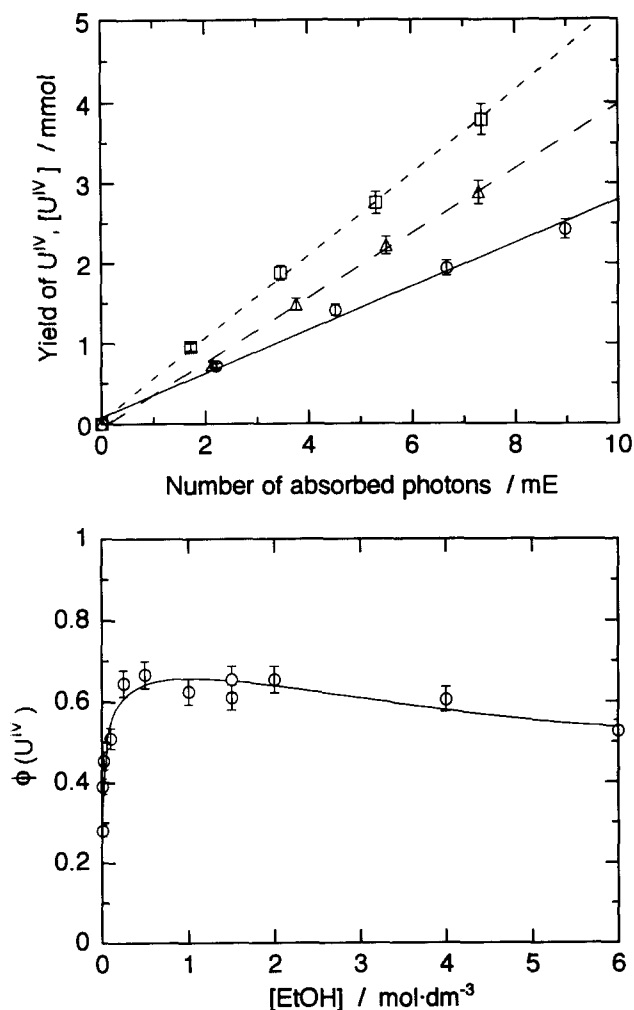 5
4
3
2
1
0
Yield of U^IV, [U^IV] / mmol
0 2 4 6 8 10
Number of absorbed photons / mE
1
0.8
0.6
0.4
0.2
0
ϕ (U^IV)
0 1 2 3 4 5 6
[EtOH] / mol·dm⁻³